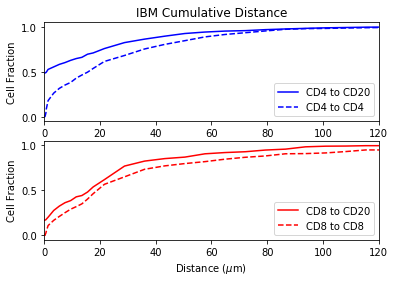 IBM Cumulative Distance
Cell Fraction
1.0
0.5
0.0
CD4 to CD20
CD4 to CD4
0 20 40 60 80 100 120
Cell Fraction
1.0
0.5
0.0
CD8 to CD20
CD8 to CD8
0 20 40 60 80 100 120
Distance (μm)